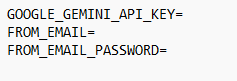 GOOGLE_GEMINI_API_KEY=
FROM_EMAIL=
FROM_EMAIL_PASSWORD=